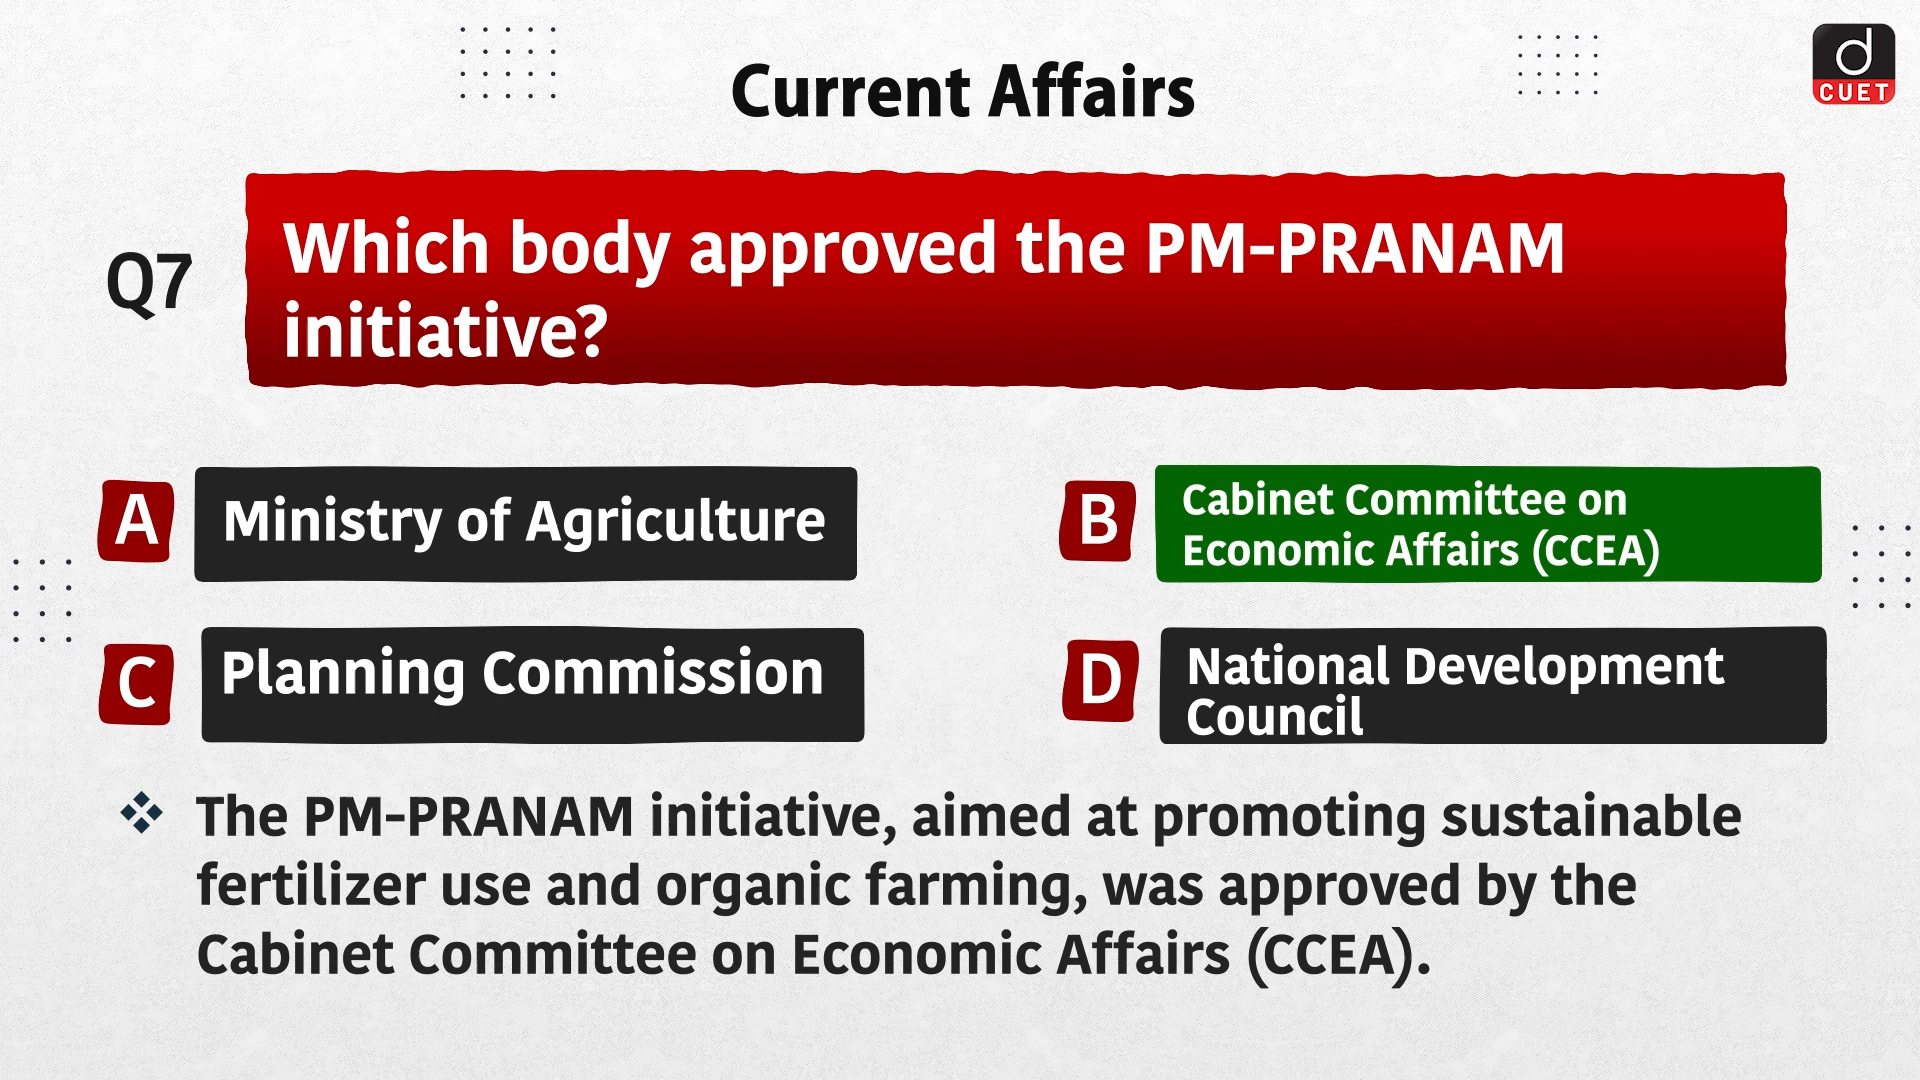 Current Affairs
d
CUET
Q7
Which body approved the PM-PRANAM
initiative?
A
Ministry of Agriculture
B
Cabinet Committee on
Economic Affairs (CCEA)
C
Planning Commission
D
National Development
Council
❖ The PM-PRANAM initiative, aimed at promoting sustainable
fertilizer use and organic farming, was approved by the
Cabinet Committee on Economic Affairs (CCEA).